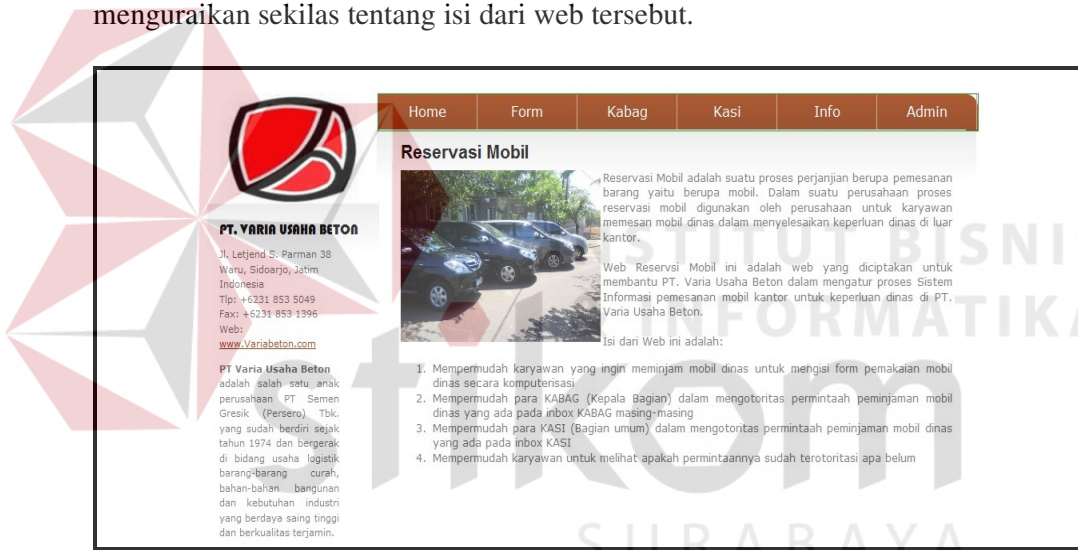 menguraikan sekilas tentang isi dari web tersebut.
Home Form Kabag Kasi Info Admin
Reservasi Mobil
Reservasi Mobil adalah suatu proses perjanjian berupa pemesanan
barang yaitu berupa mobil. Dalam suatu perusahaan proses
reservasi mobil digunakan oleh perusahaan untuk karyawan
memesan mobil dinas dalam menyelesaikan keperluan dinas di luar
kantor.
Web Reservsi Mobil ini adalah web yang diciptakan untuk
membantu PT. Varia Usaha Beton dalam mengatur proses Sistem
Informasi pemesanan mobil kantor untuk keperluan dinas di PT.
Varia Usaha Beton.
Isi dari Web ini adalah:
1. Mempermudah karyawan yang ingin meminjam mobil dinas untuk mengisi form pemakaian mobil
dinas secara komputerisasi
2. Mempermudah para KABAG (Kepala Bagian) dalam mengotoritas permintaah peminjaman mobil
dinas yang ada pada inbox KABAG masing-masing
3. Mempermudah para KASI (Bagian umum) dalam mengotoritas permintaah peminjaman mobil dinas
yang ada pada inbox KASI
4. Mempermudah karyawan untuk melihat apakah permintaannya sudah terotoritasi apa belum
PT. VARIA USAHA BETON
Jl. Letjend S. Parman 38
Waru, Sidoarjo, Jatim
Indonesia
Tlp: +6231 853 5049
Fax: +6231 853 1396
Web:
www.Variabeton.com
PT Varia Usaha Beton
adalah salah satu anak
perusahaan PT Semen
Gresik (Persero) Tbk.
yang sudah berdiri sejak
tahun 1974 dan bergerak
di bidang usaha logistik
barang-barang curah,
bahan-bahan bangunan
dan kebutuhan industri
yang berdaya saing tinggi
dan berkualitas terjamin.
INSTITUT BISNIS
INFORMATIKA
stikom
SURABAYA